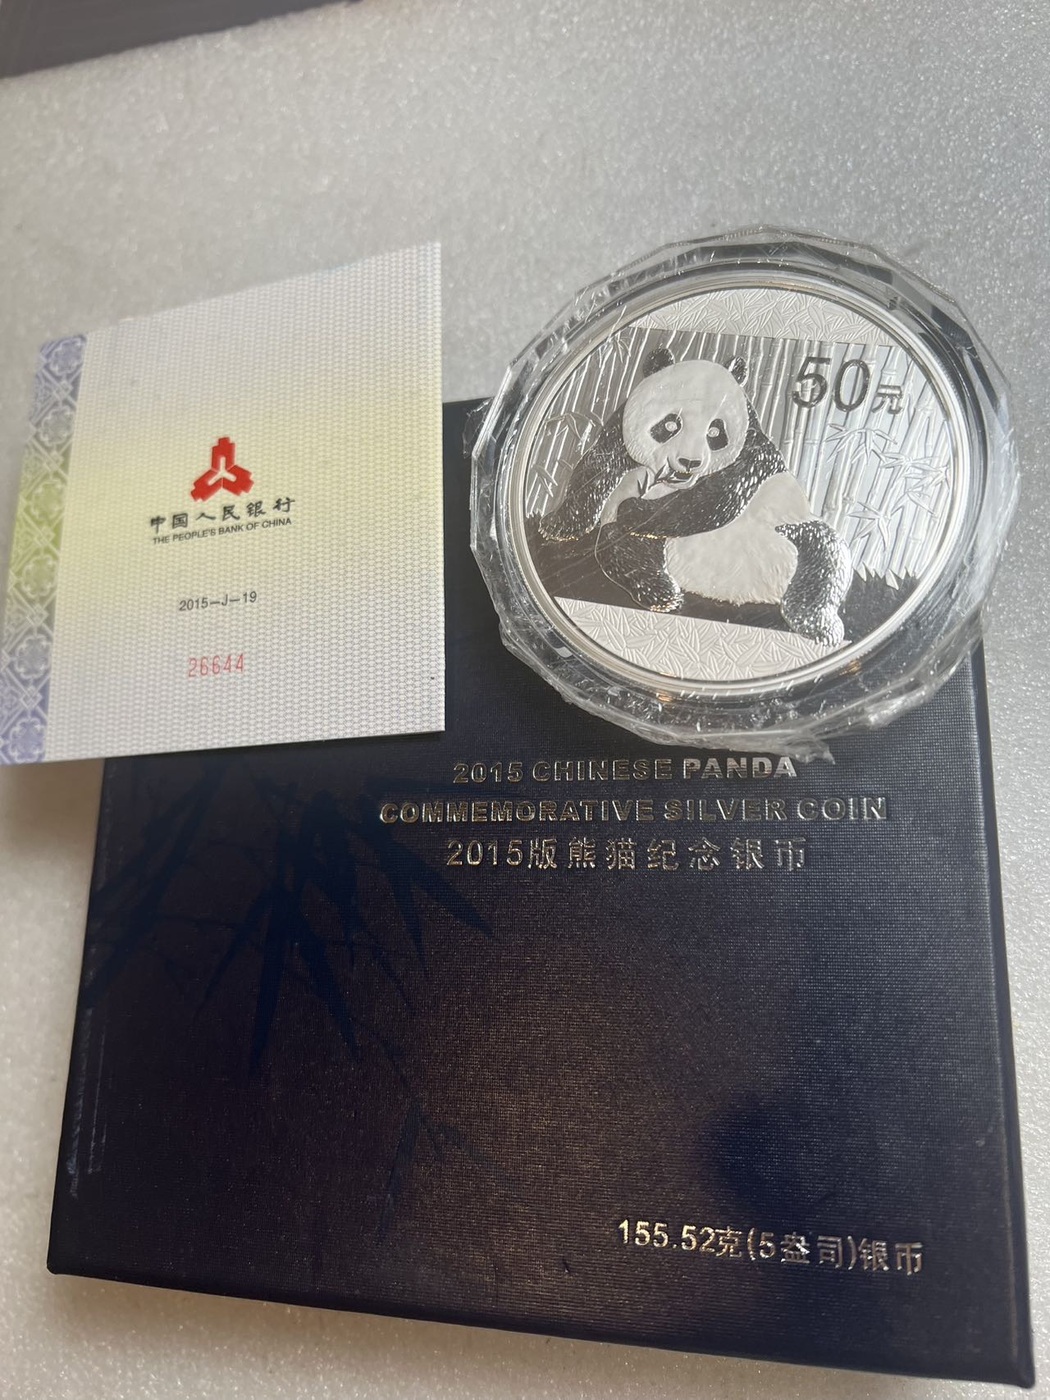 中国人民银行
THE PEOPLE'S BANK OF CHINA
2015-J-19
26644
50元
2015 CHINESE PANDA
COMMEMORATIVE SILVER COIN
2015版熊猫纪念银币
155.52克(5盎司)银币